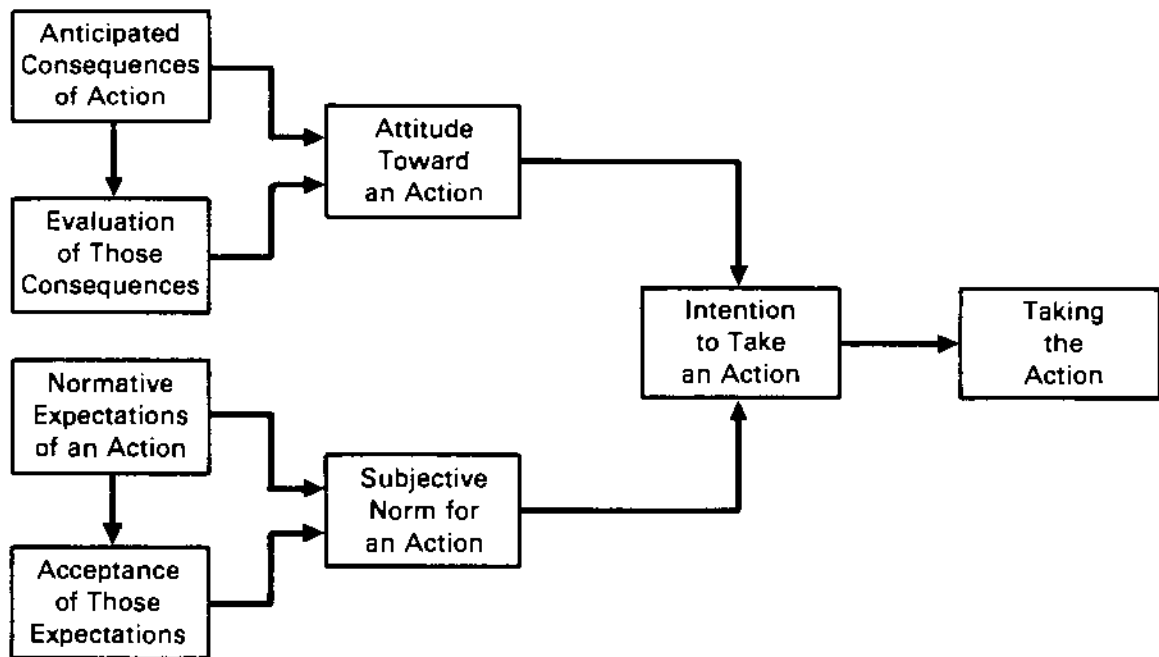 Anticipated
Consequences
of Action
Attitude
Toward
an Action
Evaluation
of Those
Consequences
Intention
to Take
an Action
Taking
the
Action
Normative
Expectations
of an Action
Subjective
Norm for
an Action
Acceptance
of Those
Expectations